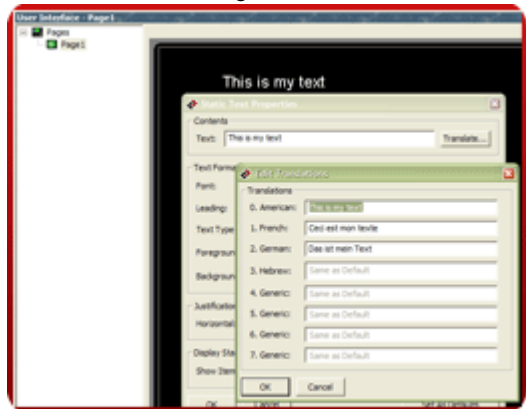 User Interface - Page1
Pages
Page1
This is my text
Static Text Properties
Contents
Text: This is my text Translate...
Text Forma
Font:
Leading:
Text Type
Foregroun
Backgroun
Justification
Horizontal:
Display Sta
Show Item
OK Cancel Set as Defaults
Edit Translations
Translations
0. American: This is my text
1. French: Ceci est mon texte
2. German: Das ist mein Text
3. Hebrew: Same as Default
4. Generic: Same as Default
5. Generic: Same as Default
6. Generic: Same as Default
7. Generic: Same as Default
OK Cancel